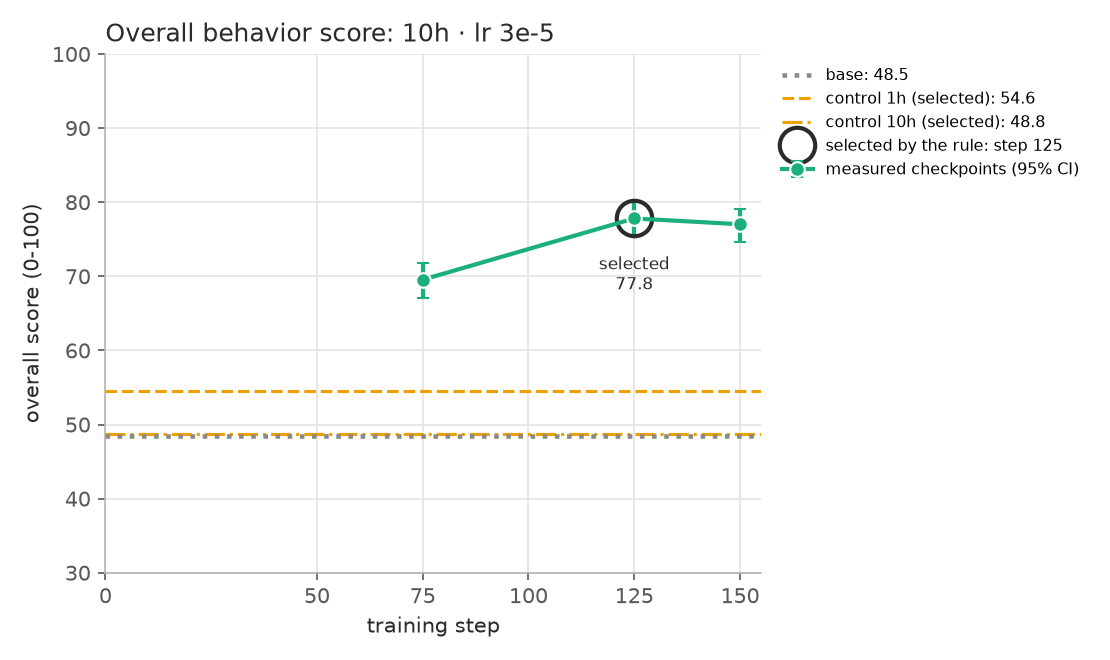 Overall behavior score: 10h · lr 3e-5
100
90
80
70
60
50
40
30
overall score (0-100)
0
50
75
100
125
150
training step
selected
77.8
base: 48.5
control 1h (selected): 54.6
control 10h (selected): 48.8
selected by the rule: step 125
measured checkpoints (95% CI)